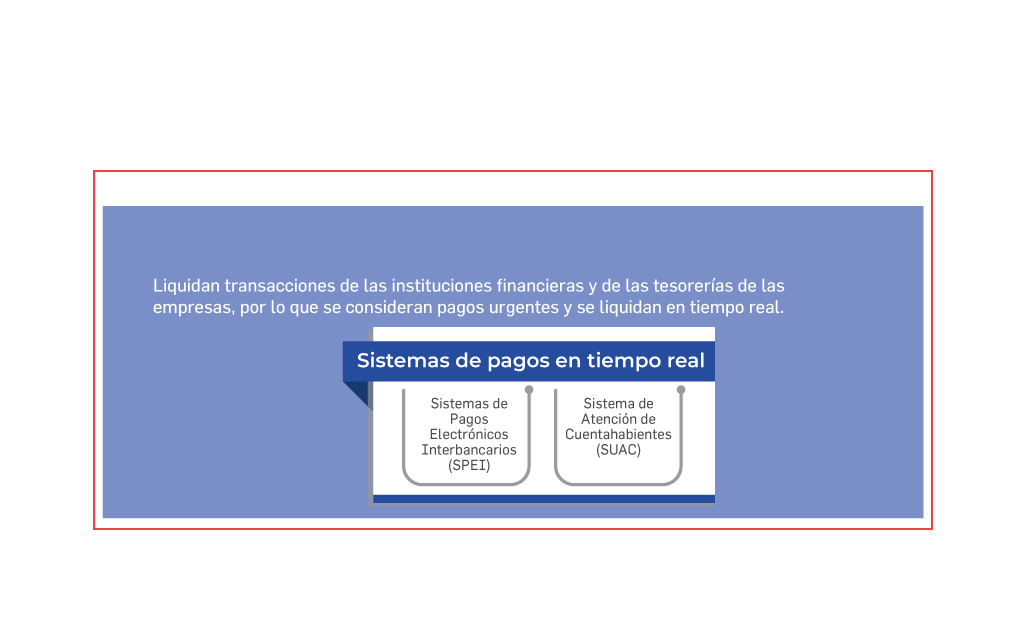 Liquidan transacciones de las instituciones financieras y de las tesorerías de las
empresas, por lo que se consideran pagos urgentes y se liquidan en tiempo real.
Sistemas de pagos en tiempo real
Sistemas de
Pagos
Electrónicos
Interbancarios
(SPEI)
Sistema de
Atención de
Cuentahabientes
(SUAC)